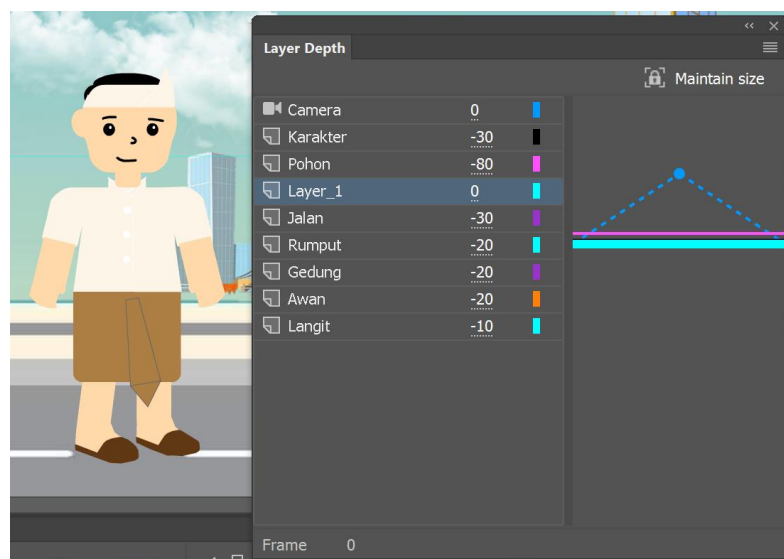 Layer Depth
Maintain size
Camera 0
Karakter -30
Pohon -80
Layer_1 0
Jalan -30
Rumput -20
Gedung -20
Awan -20
Langit -10
Frame 0